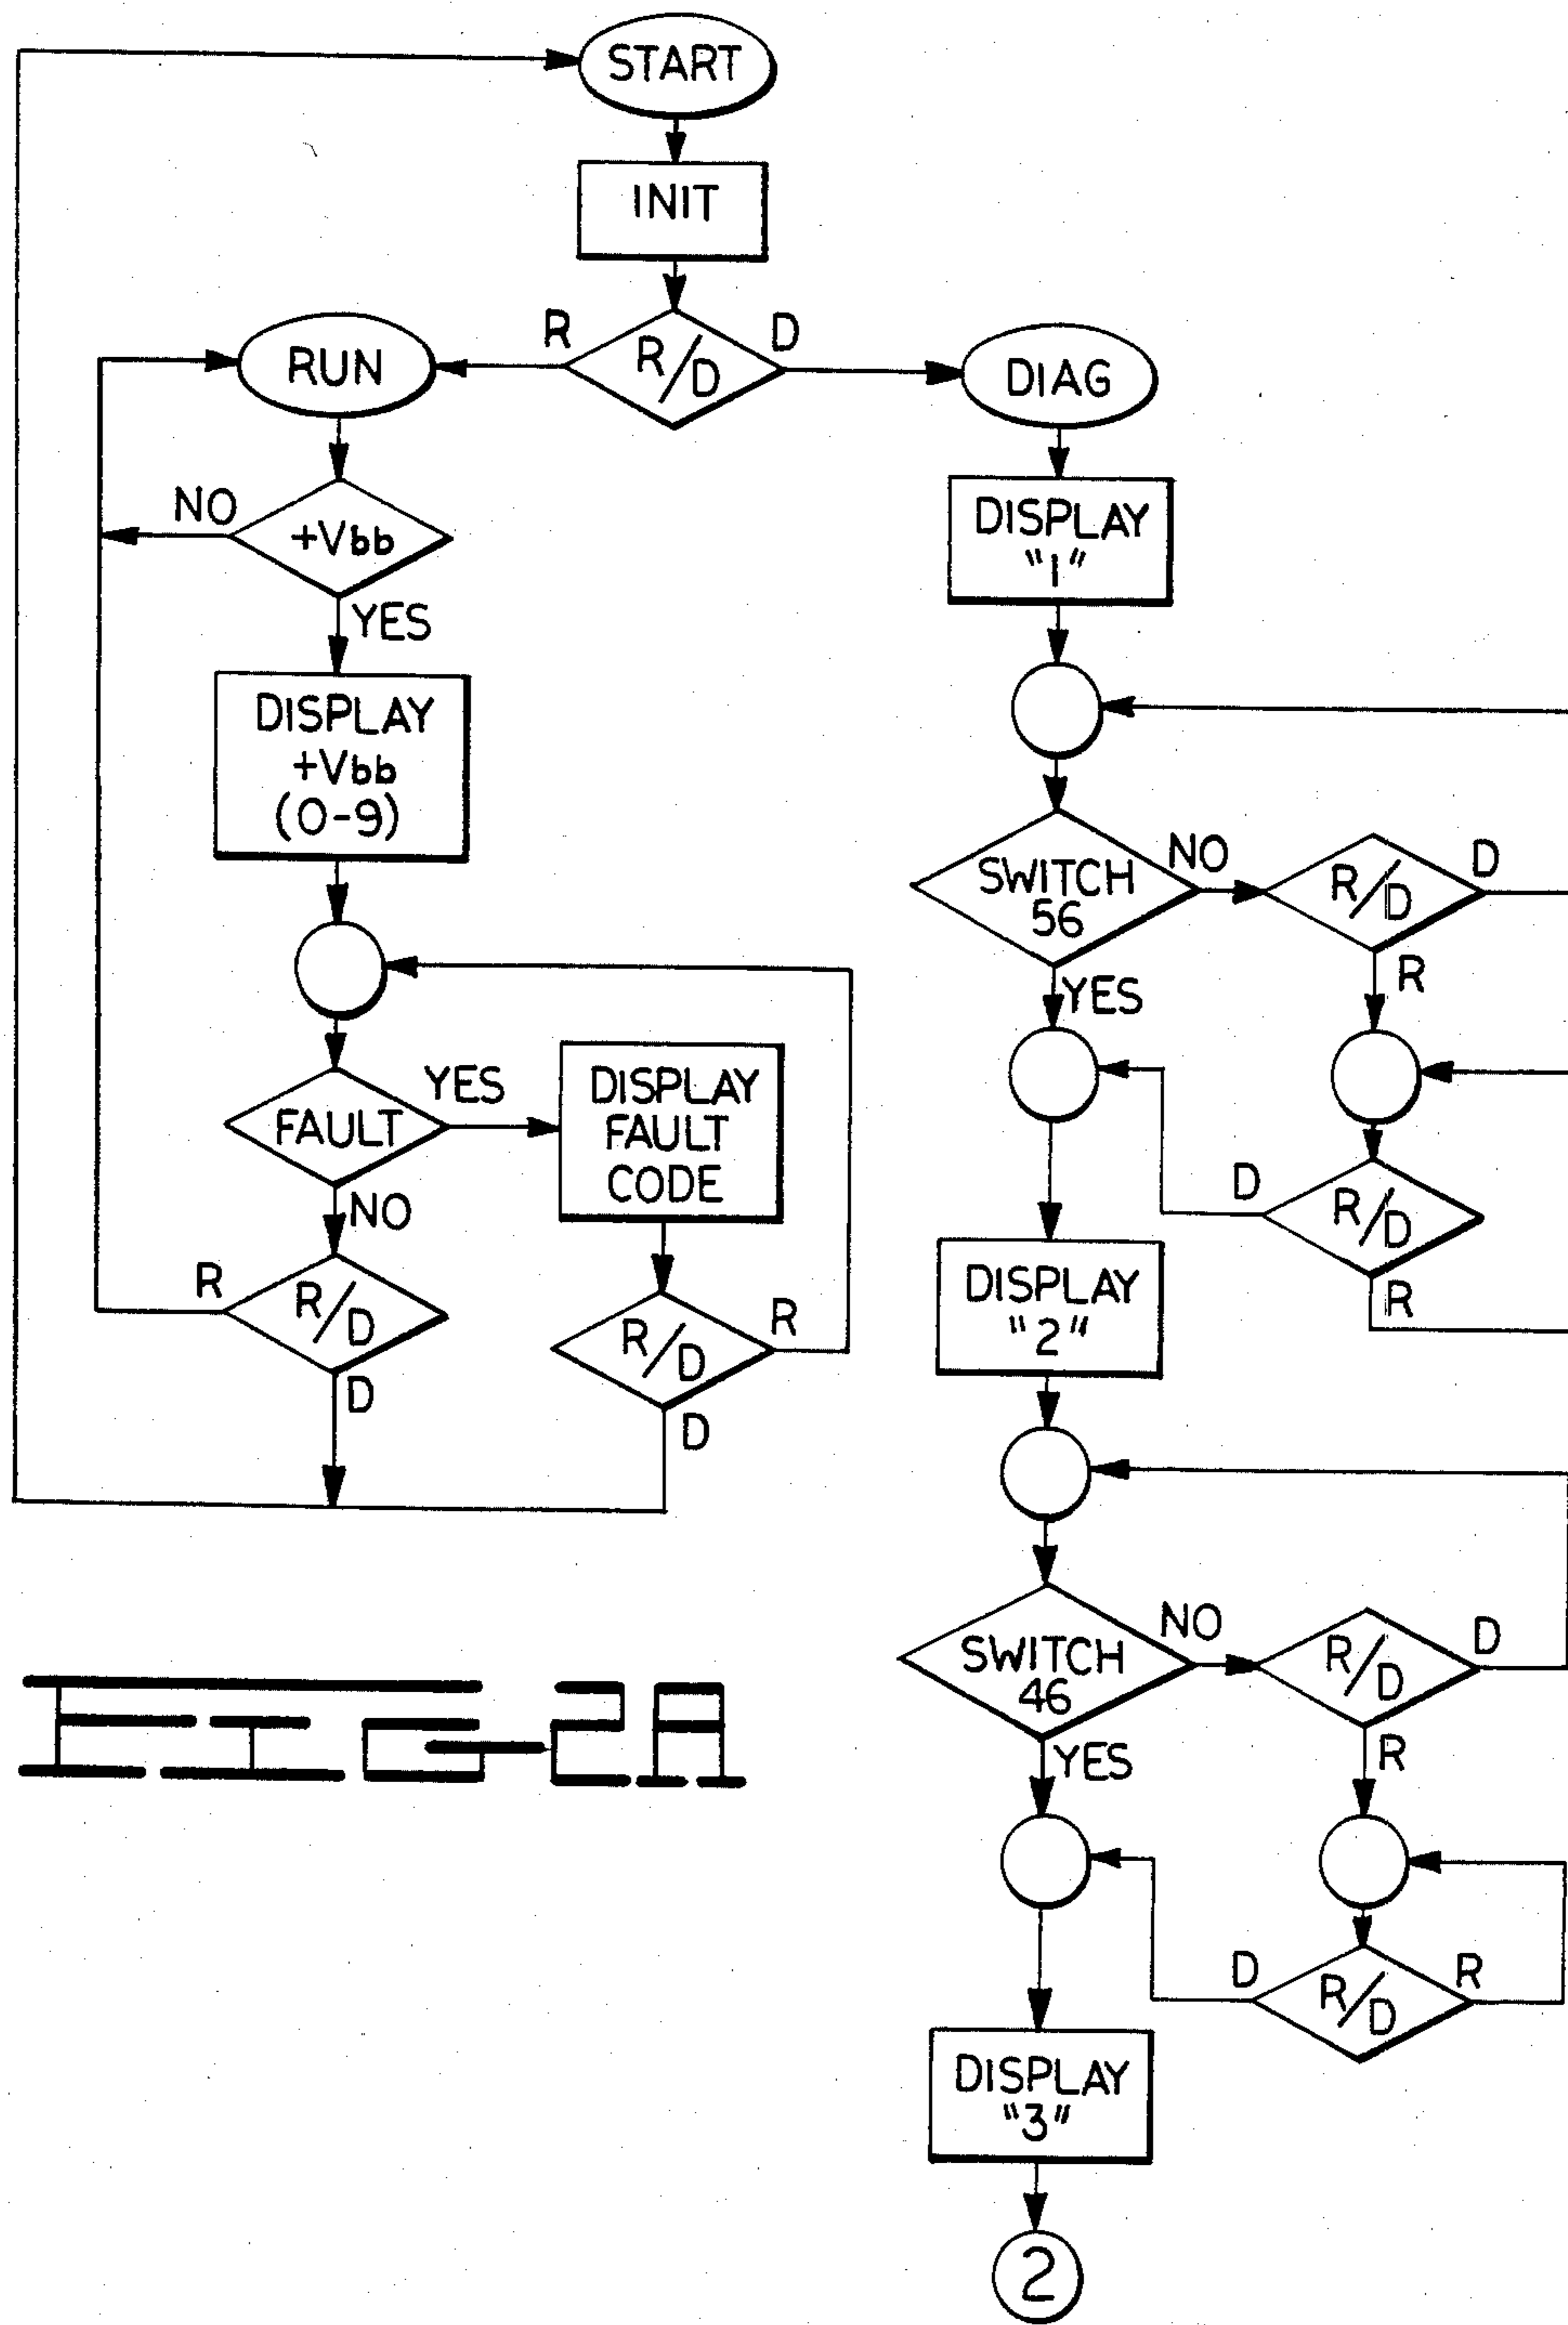 START
INIT
R
R/D
D
RUN
DIAG
NO
+Vbb
YES
DISPLAY
+Vbb
(0-9)
FAULT
YES
DISPLAY
FAULT
CODE
NO
R
R/D
D
R/D
R
D
DISPLAY
"1"
SWITCH
56
NO
R/D
D
YES
R
D
R/D
R
DISPLAY
"2"
SWITCH
46
NO
R/D
D
YES
R
D
R/D
R
DISPLAY
"3"
2
FIG-2A